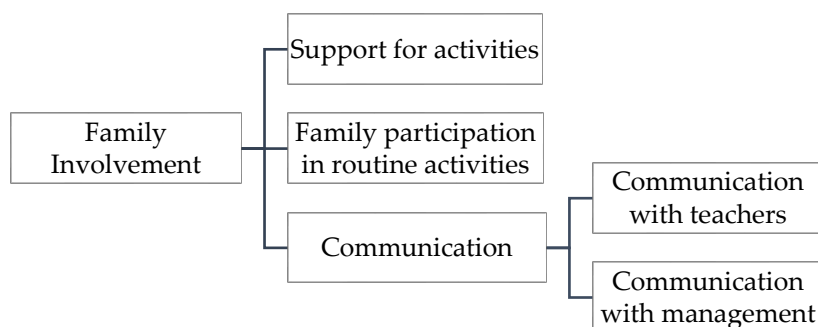 Support for activities
Family
Involvement
Family participation
in routine activities
Communication
Communication
with teachers
Communication
with management